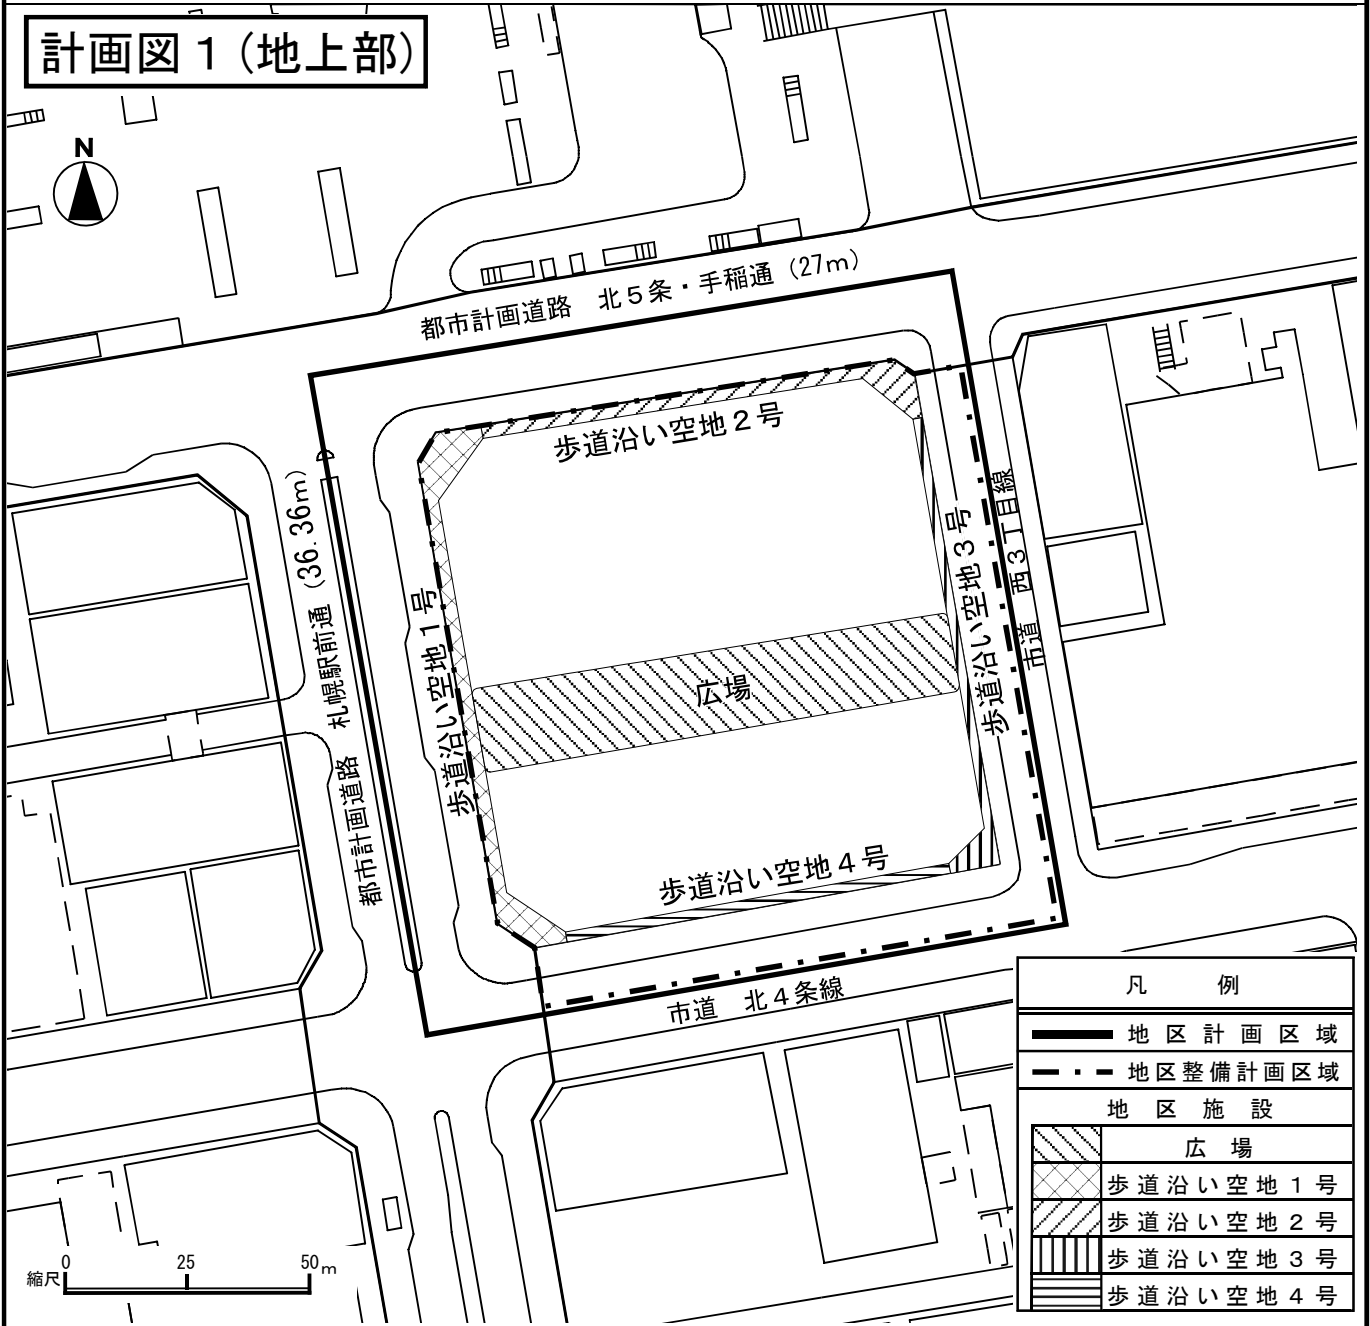 計画図1(地上部)
N
都市計画道路 北5条・手稲通(27m)
歩道沿い空地2号
都市計画道路 札幌駅前通(36.36m)
歩道沿い空地1号
広場
歩道沿い空地3号
市道 西3丁目線
歩道沿い空地4号
市道 北4条線
凡例
地区計画区域
地区整備計画区域
地区施設
広場
歩道沿い空地1号
歩道沿い空地2号
歩道沿い空地3号
歩道沿い空地4号
縮尺 0 25 50m